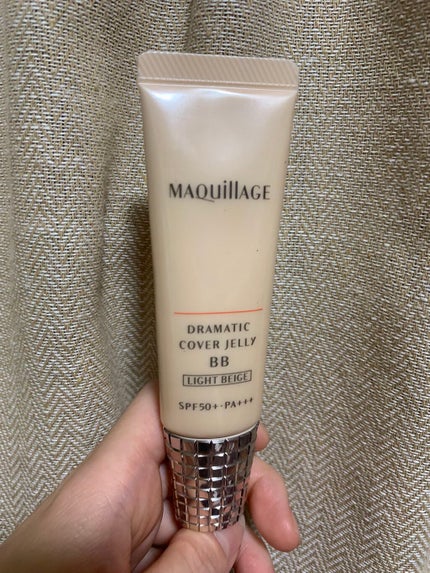 MAQuillAGE
DRAMATIC
COVER JELLY
BB
LIGHT BEIGE
SPF50+・PA+++